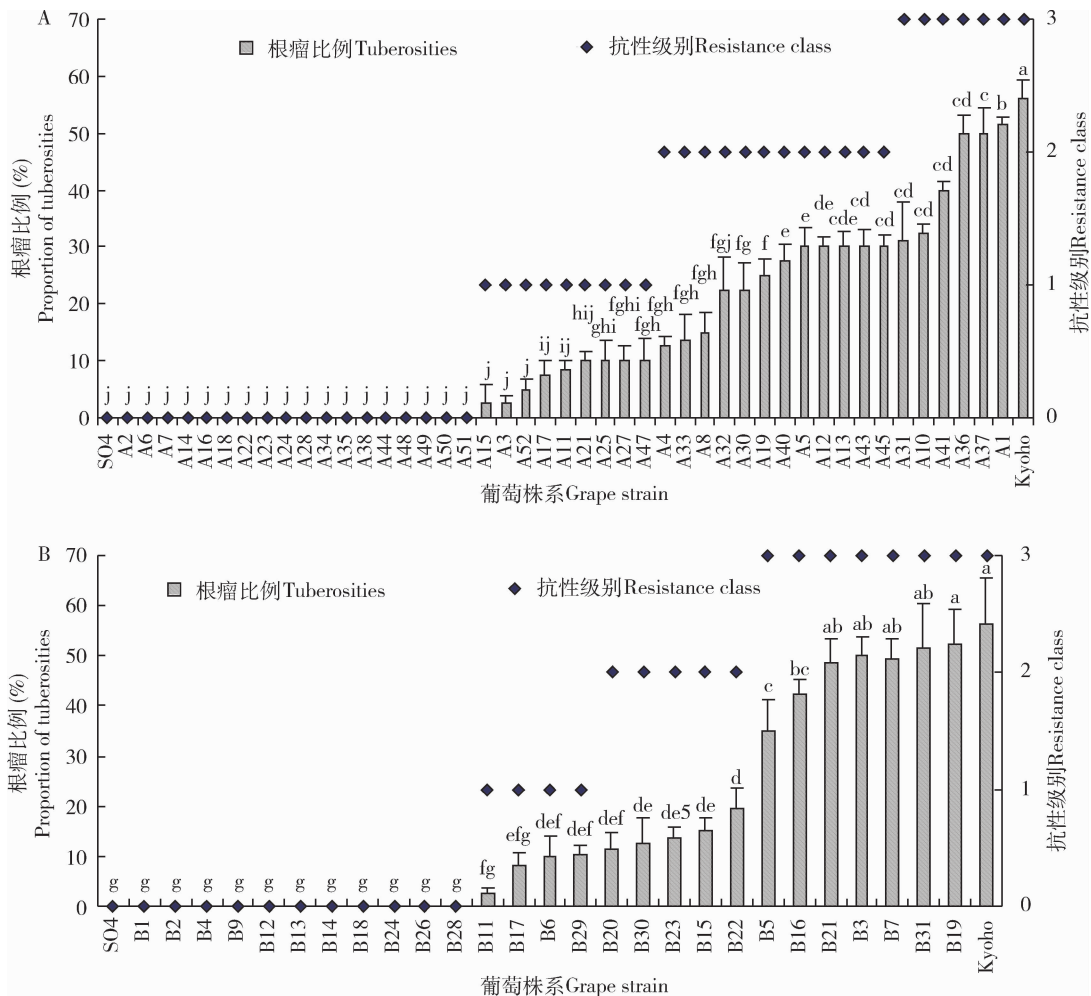 A
根瘤比例Tuberosities
抗性级别Resistance class
根瘤比例(%)
Proportion of tuberosities
70
60
50
40
30
20
10
0
3
2
1
0
抗性级别Resistance class
j j j j j j j j j j j j j j j j j j j j j j ij ij hij ghi fghi fgh fgh fgh fgh fgj fg f e e de cde cd cd cd cd cd cd c b a
SO4 A2 A6 A7 A14 A16 A18 A22 A23 A24 A28 A34 A35 A38 A44 A48 A49 A50 A51 A15 A3 A52 A17 A11 A21 A25 A27 A47 A4 A33 A8 A32 A30 A19 A40 A5 A12 A13 A43 A45 A31 A10 A41 A36 A37 A1 Kyoho
葡萄株系Grape strain
B
根瘤比例Tuberosities
抗性级别Resistance class
根瘤比例(%)
Proportion of tuberosities
70
60
50
40
30
20
10
0
3
2
1
0
抗性级别Resistance class
g g g g g g g g g g g g fg efg def def def de de5 de d c bc ab ab ab ab a a
SO4 B1 B2 B4 B9 B12 B13 B14 B18 B24 B26 B28 B11 B17 B6 B29 B20 B30 B23 B15 B22 B5 B16 B21 B3 B7 B31 B19 Kyoho
葡萄株系Grape strain